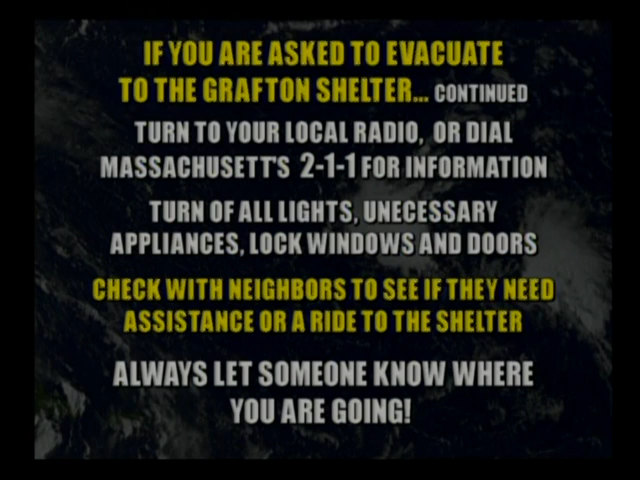 IF YOU ARE ASKED TO EVACUATE
TO THE GRAFTON SHELTER... CONTINUED
TURN TO YOUR LOCAL RADIO, OR DIAL
MASSACHUSETT'S 2-1-1 FOR INFORMATION
TURN OF ALL LIGHTS, UNECESSARY
APPLIANCES, LOCK WINDOWS AND DOORS
CHECK WITH NEIGHBORS TO SEE IF THEY NEED
ASSISTANCE OR A RIDE TO THE SHELTER
ALWAYS LET SOMEONE KNOW WHERE
YOU ARE GOING!